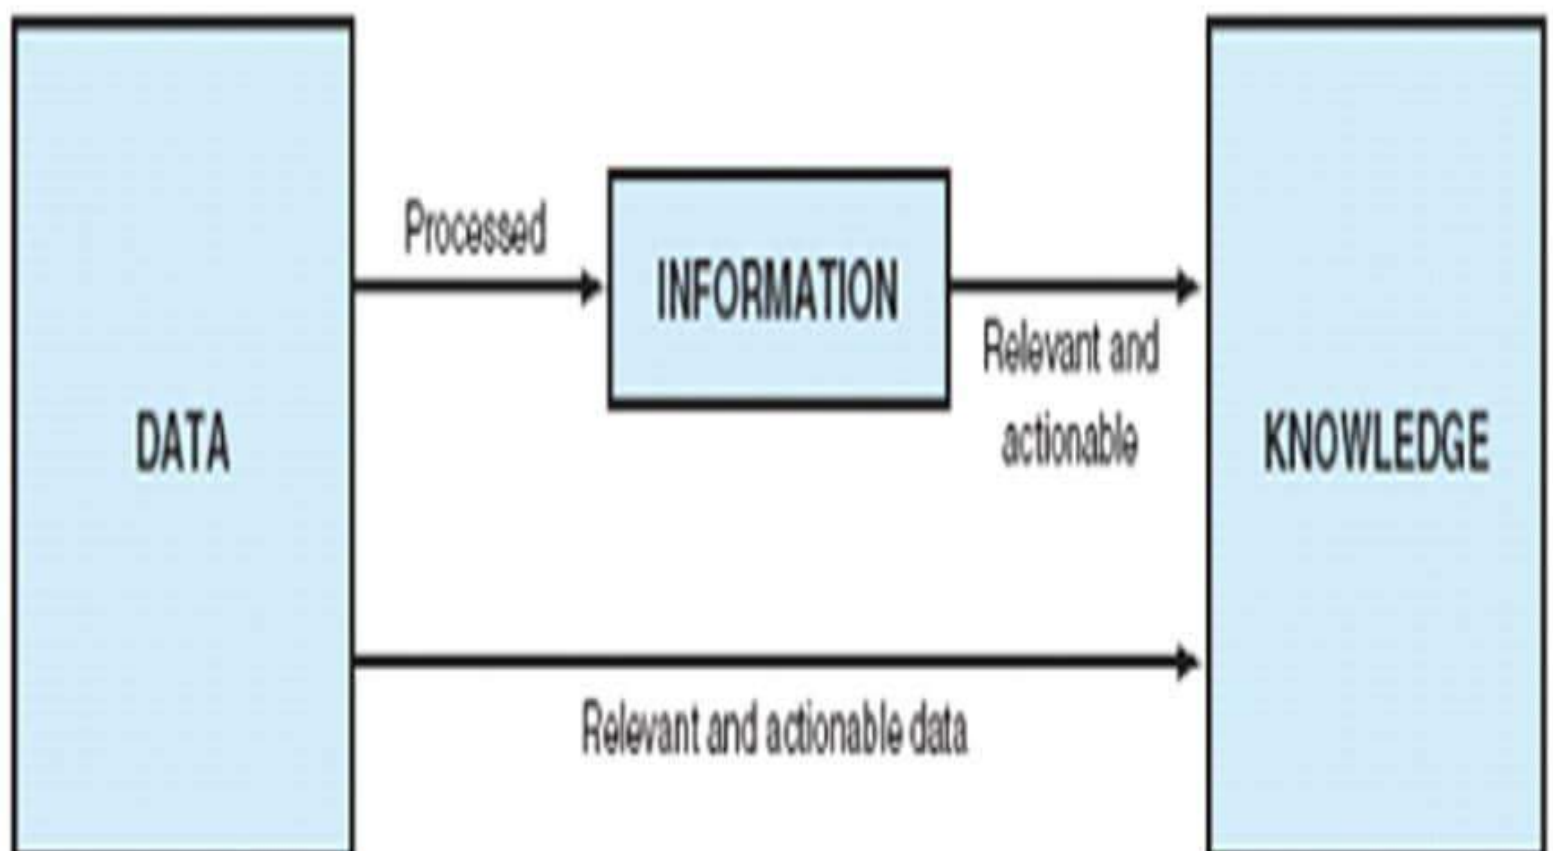 Processed
INFORMATION
Relevant and
actionable
DATA
KNOWLEDGE
Relevant and actionable data